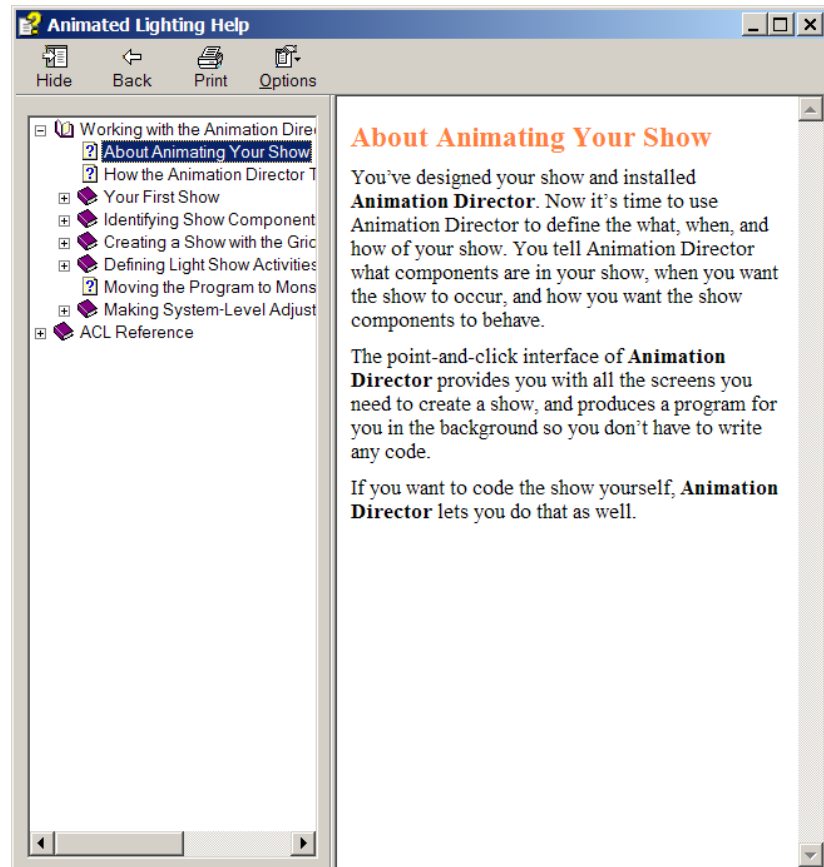 Animated Lighting Help
Hide Back Print Options
Working with the Animation Dire
About Animating Your Show
How the Animation Director T
Your First Show
Identifying Show Component
Creating a Show with the Grid
Defining Light Show Activities
Moving the Program to Mons
Making System-Level Adjust
ACL Reference
About Animating Your Show
You’ve designed your show and installed
Animation Director. Now it’s time to use
Animation Director to define the what, when, and
how of your show. You tell Animation Director
what components are in your show, when you want
the show to occur, and how you want the show
components to behave.
The point-and-click interface of Animation
Director provides you with all the screens you
need to create a show, and produces a program for
you in the background so you don’t have to write
any code.
If you want to code the show yourself, Animation
Director lets you do that as well.